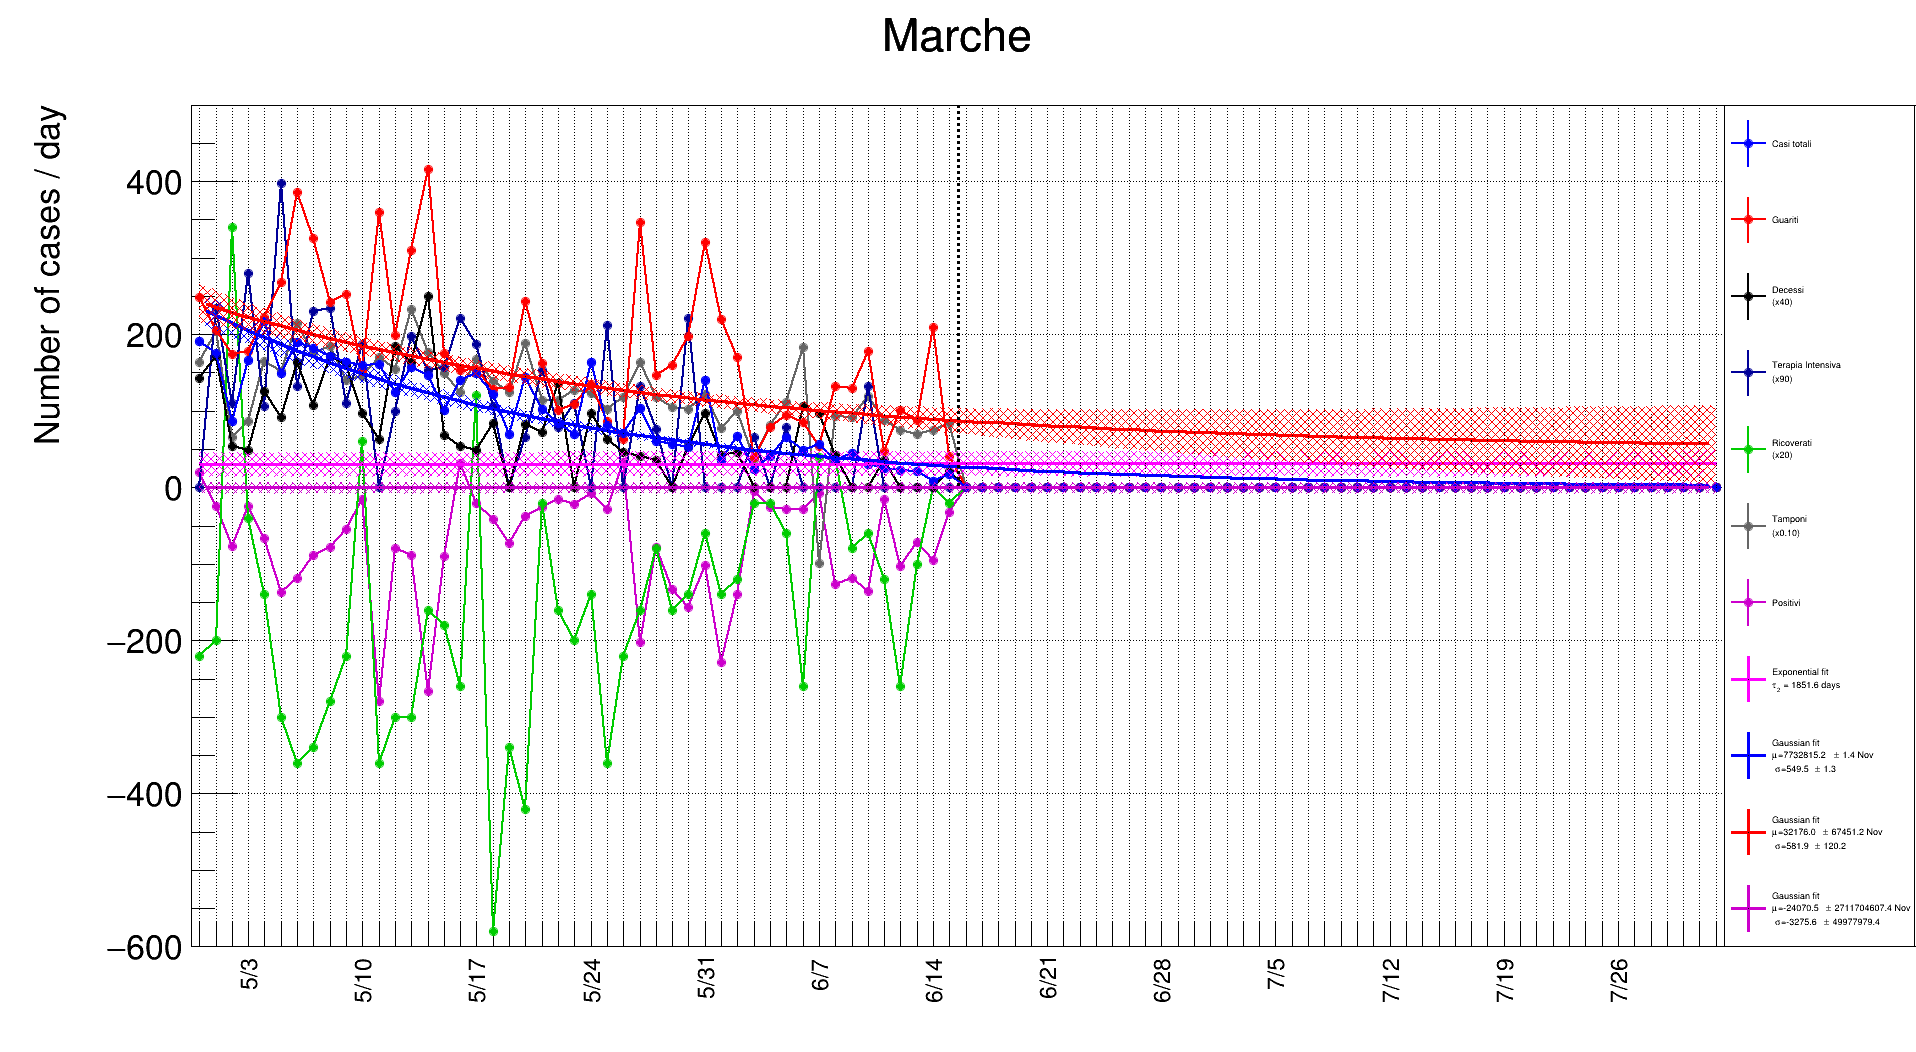 Marche
Number of cases / day
400
200
0
−200
−400
−600
5/3
5/10
5/17
5/24
5/31
6/7
6/14
6/21
6/28
7/5
7/12
7/19
7/26
Casi totali
Guariti
Decessi
(x40)
Terapia Intensiva
(x90)
Ricoverati
(x20)
Tamponi
(x0.10)
Positivi
Exponential fit
τ2 = 1851.6 days
Gaussian fit
μ=7732815.2 ± 1.4 Nov
σ=549.5 ± 1.3
Gaussian fit
μ=32176.0 ± 67451.2 Nov
σ=581.9 ± 120.2
Gaussian fit
μ=-24070.5 ± 2711704607.4 Nov
σ=-3275.6 ± 49977979.4